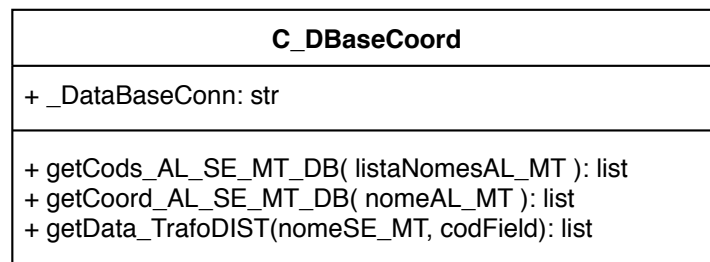 C_DBaseCoord
+ _DataBaseConn: str
+ getCods_AL_SE_MT_DB( listaNomesAL_MT ): list
+ getCoord_AL_SE_MT_DB( nomeAL_MT ): list
+ getData_TrafoDIST(nomeSE_MT, codField): list